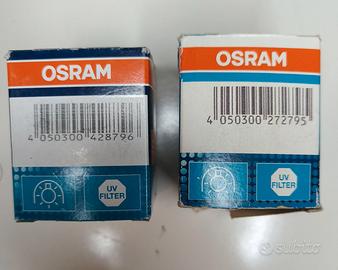 OSRAM
4 050300 428796
UV
FILTER
OSRAM
4 050300 272795
UV
FILTER
subito